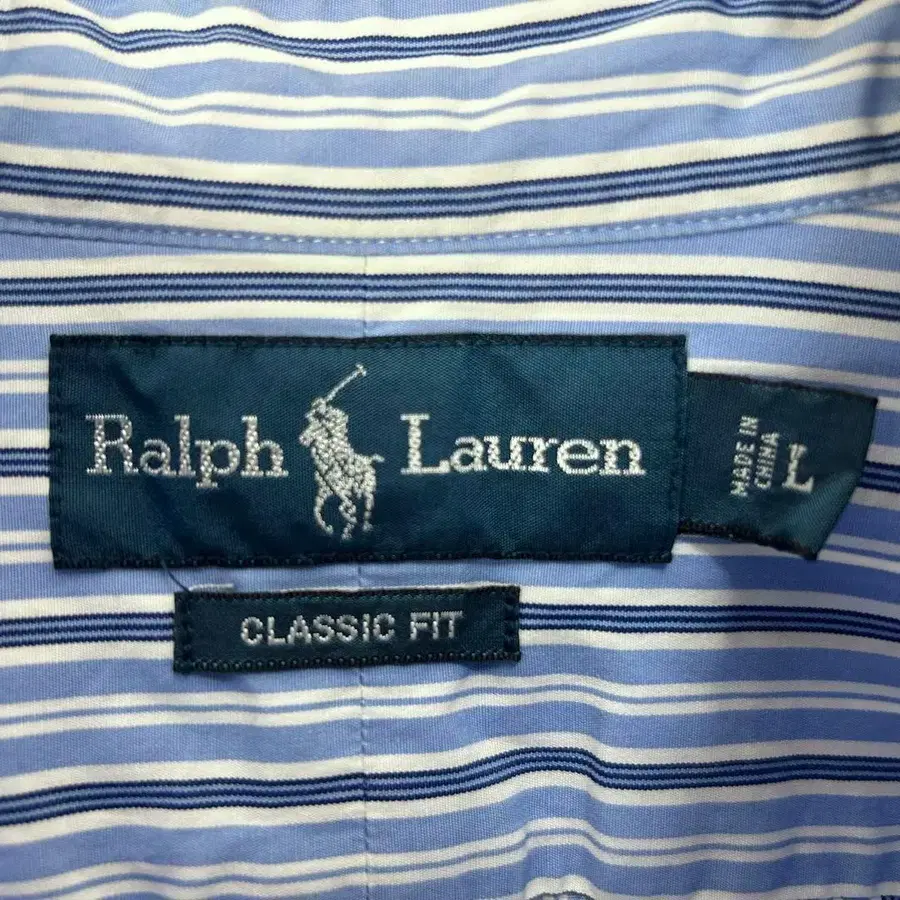 Ralph Lauren
MADE IN
CHINA
L
CLASSIC FIT